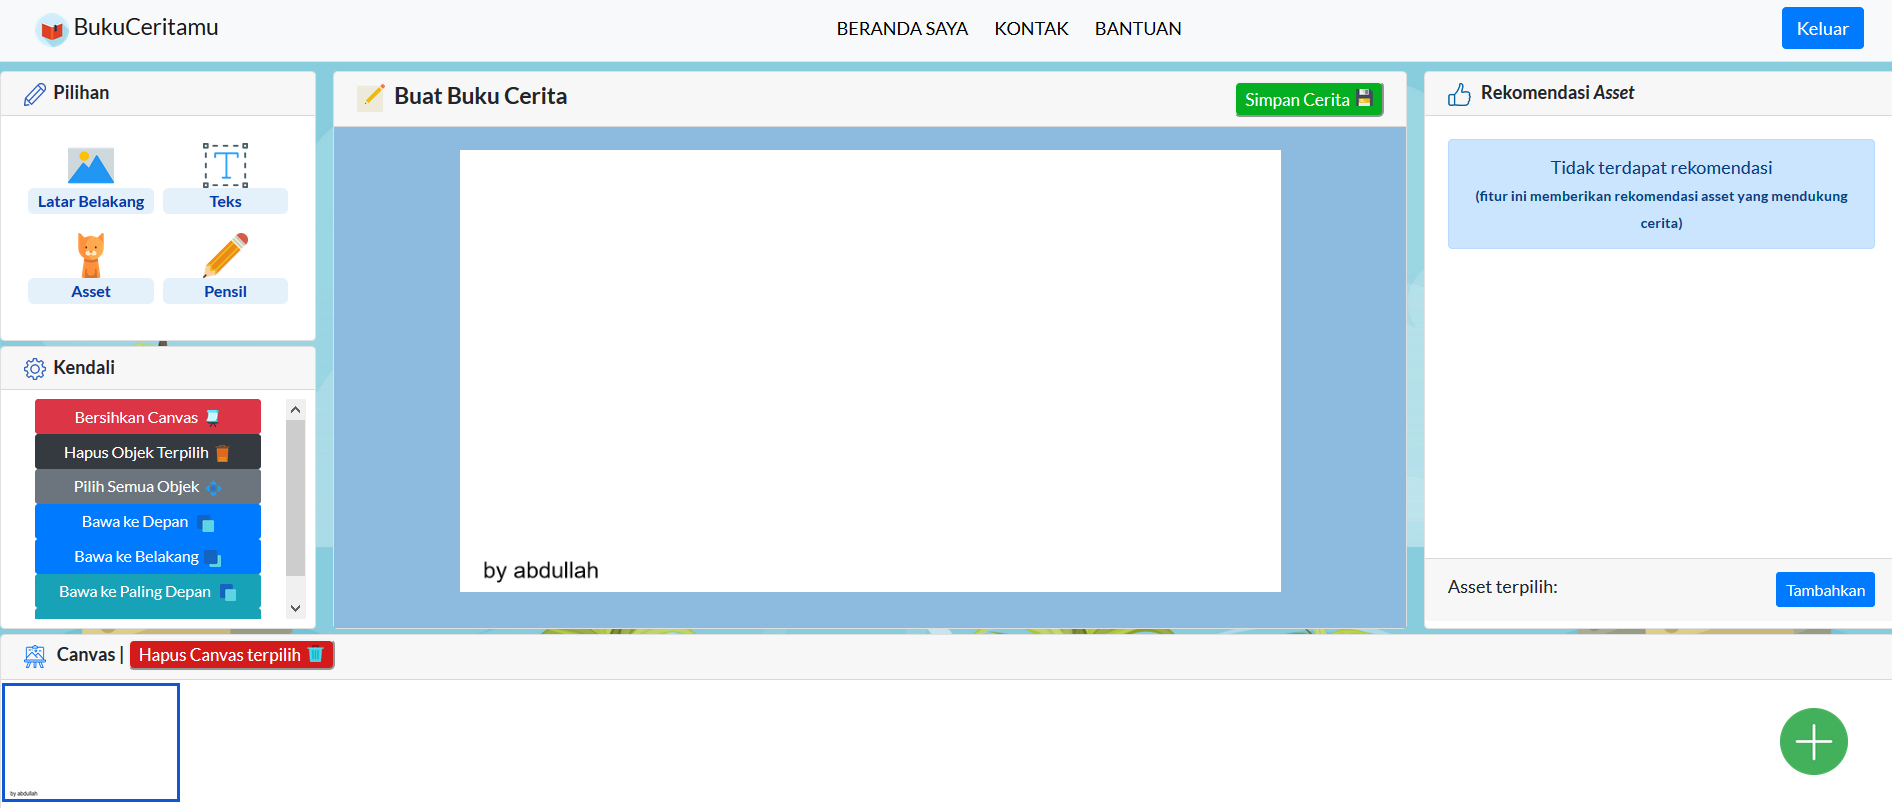 BukuCeritamu
BERANDA SAYA KONTAK BANTUAN
Keluar
Pilihan
Latar Belakang
Teks
Asset
Pensil
Kendali
Bersihkan Canvas
Hapus Objek Terpilih
Pilih Semua Objek
Bawa ke Depan
Bawa ke Belakang
Bawa ke Paling Depan
Buat Buku Cerita
Simpan Cerita
by abdullah
Rekomendasi Asset
Tidak terdapat rekomendasi
(fitur ini memberikan rekomendasi asset yang mendukung
cerita)
Asset terpilih:
Tambahkan
Canvas | Hapus Canvas terpilih
by abdullah